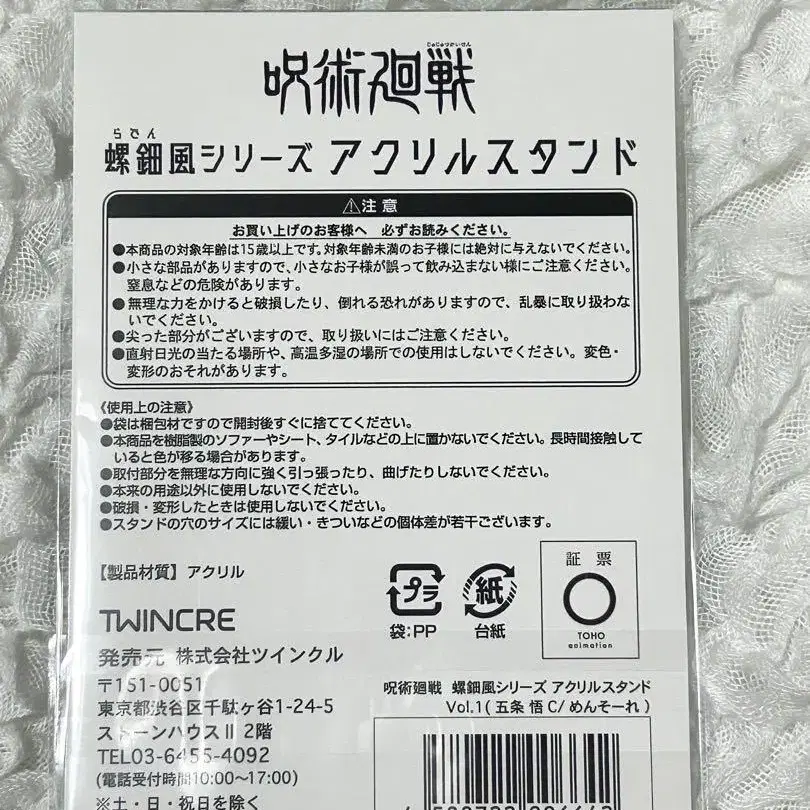 じゅじゅつかいせん
呪術廻戦
らでん
螺鈿風シリーズ アクリルスタンド
⚠注意
お買い上げのお客様へ 必ずお読みください。
●本商品の対象年齢は15歳以上です。対象年齢未満のお子様には絶対に与えないでください。
●小さな部品がありますので、小さなお子様が誤って飲み込まない様にご注意ください。
窒息などの危険があります。
●無理な力をかけると破損したり、倒れる恐れがありますので、乱暴に取り扱わな
いでください。
●尖った部分がございますので、取り扱いにはご注意ください。
●直射日光の当たる場所や、高温多湿の場所での使用はしないでください。変色・
変形のおそれがあります。
《使用上の注意》
●袋は梱包材ですので開封後すぐに捨ててください。
●本商品を樹脂製のソファーやシート、タイルなどの上に置かないでください。長時間接触して
いると色が移る場合があります。
●取付部分を無理な方向に強く引っ張ったり、曲げたりしないでください。
●本来の用途以外に使用しないでください。
●破損・変形したときは使用しないでください。
●スタンドの穴のサイズには緩い・きついなどの個体差が若干ございます。
【製品材質】アクリル
プラ
袋:PP
紙
台紙
証票
TOHO
animation
TWINCRE
発売元 株式会社ツインクル
〒151-0051
東京都渋谷区千駄ヶ谷1-24-5
ストーンハウスⅡ 2階
TEL03-6455-4092
(電話受付時間10:00〜17:00)
※土・日・祝日を除く
呪術廻戦 螺鈿風シリーズ アクリルスタンド
Vol.1(五条 悟C/めんそーれ)